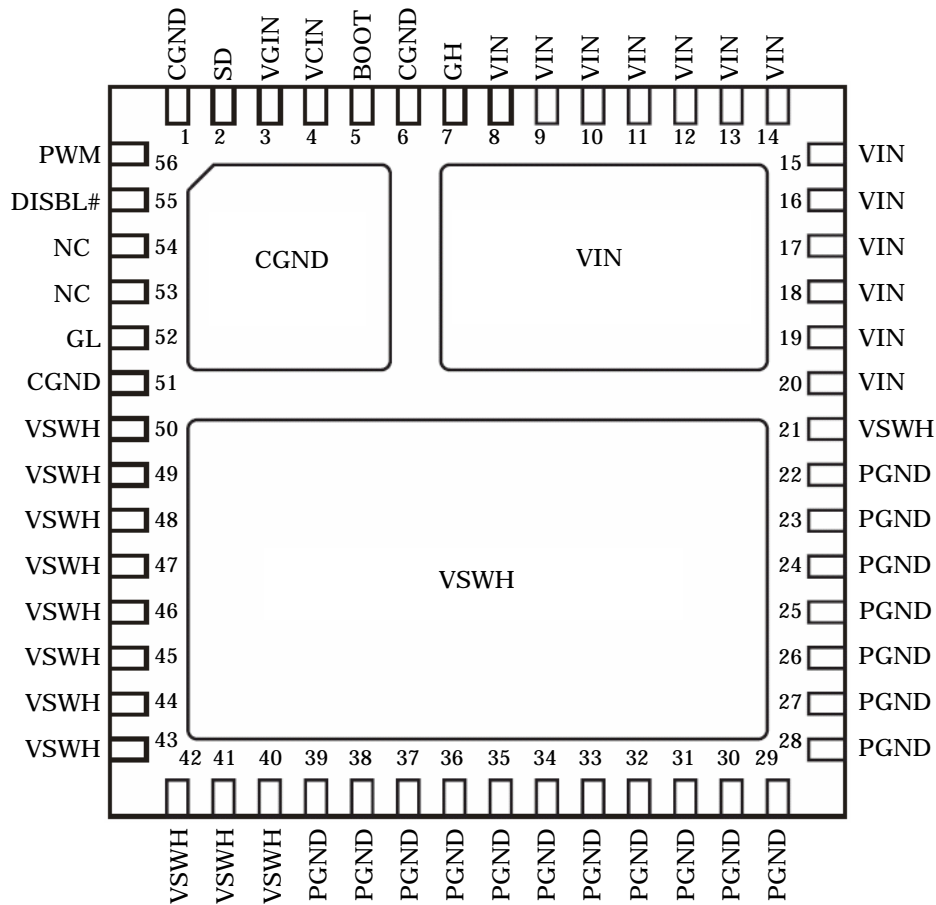 CGND SD VGIN VCIN BOOT CGND GH VIN VIN VIN VIN VIN VIN VIN
1 2 3 4 5 6 7 8 9 10 11 12 13 14
PWM 56 15 VIN
DISBL# 55 16 VIN
NC 54 17 VIN
CGND VIN
NC 53 18 VIN
GL 52 19 VIN
CGND 51 20 VIN
VSWH 50 21 VSWH
VSWH 49 22 PGND
VSWH 48 23 PGND
VSWH 47 24 PGND
VSWH
VSWH 46 25 PGND
VSWH 45 26 PGND
VSWH 44 27 PGND
VSWH 43 28 PGND
42 41 40 39 38 37 36 35 34 33 32 31 30 29
VSWH VSWH VSWH PGND PGND PGND PGND PGND PGND PGND PGND PGND PGND PGND